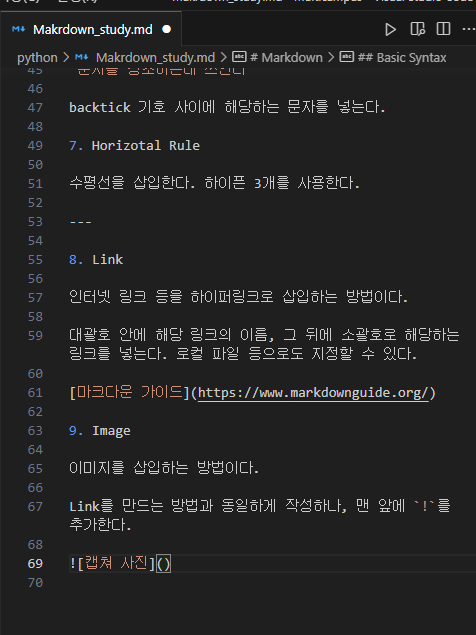 Makrdown_study.md
python > Makrdown_study.md > # Markdown > ## Basic Syntax
46
47 backtick 기호 사이에 해당하는 문자를 넣는다.
48
49 7. Horizotal Rule
50
51 수평선을 삽입한다. 하이픈 3개를 사용한다.
52
53 ---
54
55 8. Link
56
57 인터넷 링크 등을 하이퍼링크로 삽입하는 방법이다.
58
59 대괄호 안에 해당 링크의 이름, 그 뒤에 소괄호로 해당하는
링크를 넣는다. 로컬 파일 등으로도 지정할 수 있다.
60
61 [마크다운 가이드](https://www.markdownguide.org/)
62
63 9. Image
64
65 이미지를 삽입하는 방법이다.
66
67 Link를 만드는 방법과 동일하게 작성하나, 맨 앞에 `!`를
추가한다.
68
69 ![캡쳐 사진]()
70